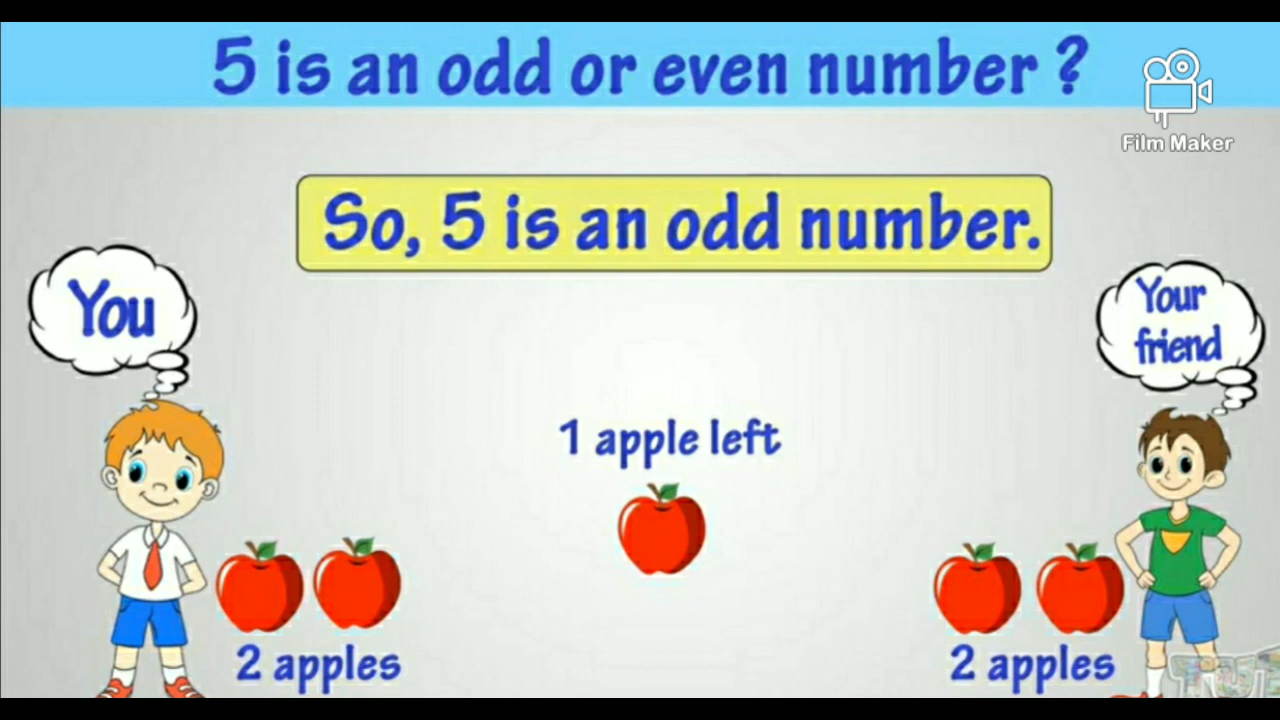 5 is an odd or even number ?
Film Maker
So, 5 is an odd number.
You
Your
friend
1 apple left
2 apples
2 apples